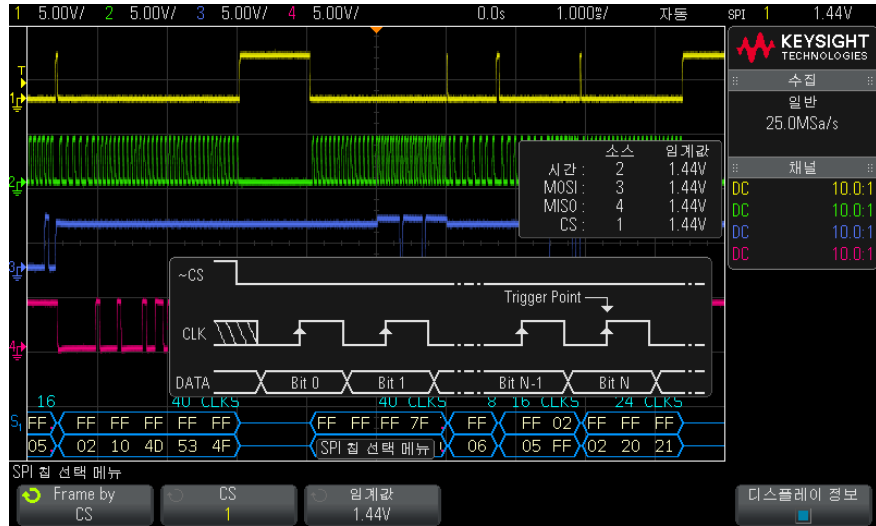 1 5.00V/ 2 5.00V/ 3 5.00V/ 4 5.00V/ 0.0s 1.000ms/ 자동 SPI 1 1.44V
KEYSIGHT
TECHNOLOGIES
수집
일반
25.0MSa/s
채널
DC 10.0:1
DC 10.0:1
DC 10.0:1
DC 10.0:1
T
1
2
3
4
소스 임계값
시간 : 2 1.44V
MOSI : 3 1.44V
MISO : 4 1.44V
CS : 1 1.44V
~CS
Trigger Point
CLK
DATA Bit 0 Bit 1 Bit N-1 Bit N
16 40 CLKS 40 CLKS 8 16 CLKS 24 CLKS
S1 FF FF FF FF FF FF FF FF FF 7F FF FF 02 FF FF FF
05 02 10 4D 53 4F SPI 칩 선택 메뉴 06 05 FF 02 20 21
SPI 칩 선택 메뉴
Frame by CS 임계값 디스플레이 정보
CS 1 1.44V